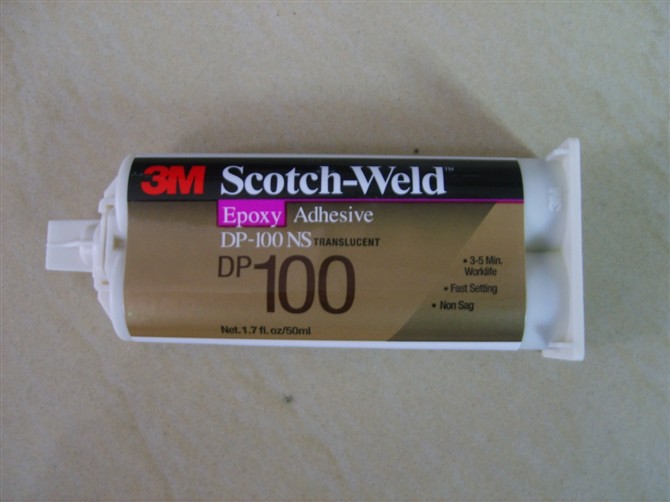 3M Scotch-Weld™
Epoxy Adhesive
DP-100 NS TRANSLUCENT
DP100
• 3-5 Min.
Worklife
• Fast Setting
• Non Sag
Net. 1.7 fl. oz/50ml